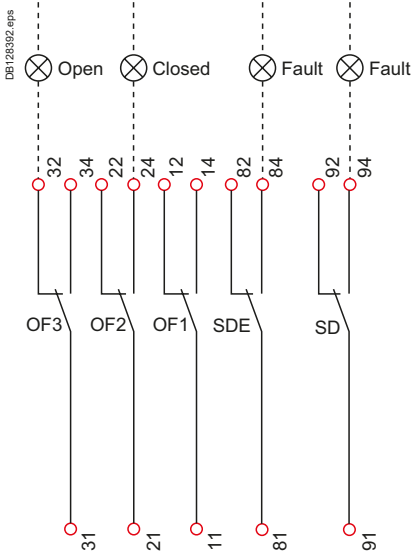 DB128392.eps
Open
Closed
Fault
Fault
32
34
22
24
12
14
82
84
92
94
OF3
OF2
OF1
SDE
SD
31
21
11
81
91